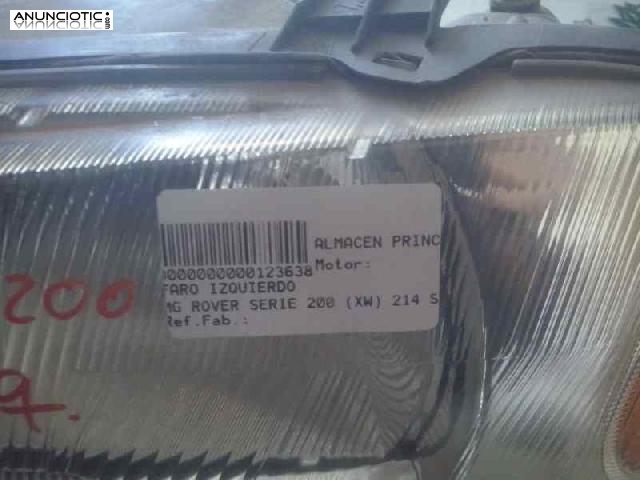 ANUNCIOTIC
.com
ALMACEN PRINC
0000000000123638
Motor:
FARO IZQUIERDO
MG ROVER SERIE 200 (XW) 214 S
Ref.Fab.:
200